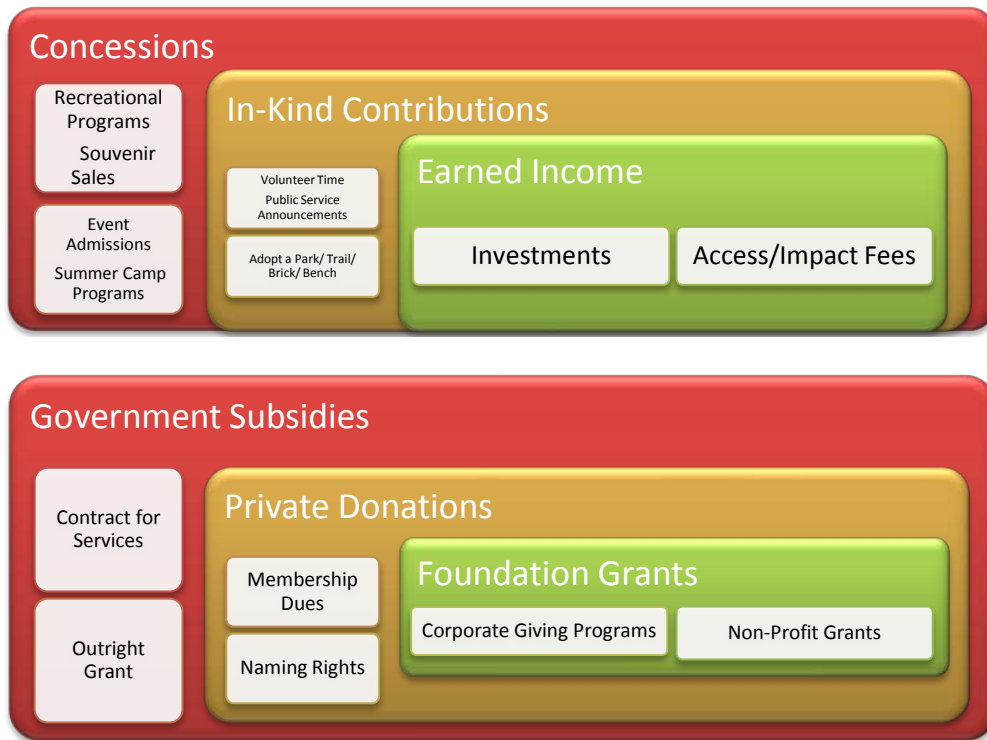 Concessions
Recreational
Programs
Souvenir
Sales
Event
Admissions
Summer Camp
Programs
In-Kind Contributions
Volunteer Time
Public Service
Announcements
Adopt a Park/ Trail/
Brick/ Bench
Earned Income
Investments
Access/Impact Fees
Government Subsidies
Contract for
Services
Outright
Grant
Private Donations
Membership
Dues
Naming Rights
Foundation Grants
Corporate Giving Programs
Non-Profit Grants